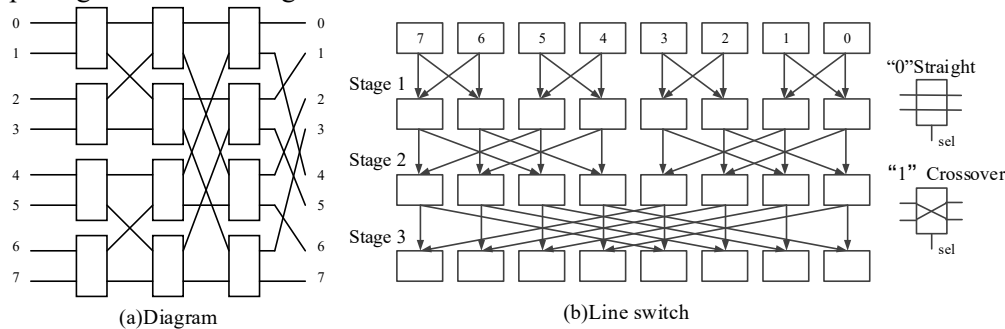 0
1
2
3
4
5
6
7
0
1
2
3
4
5
6
7
(a)Diagram
7 6 5 4 3 2 1 0
Stage 1
Stage 2
Stage 3
(b)Line switch
“0”Straight
sel
“1” Crossover
sel